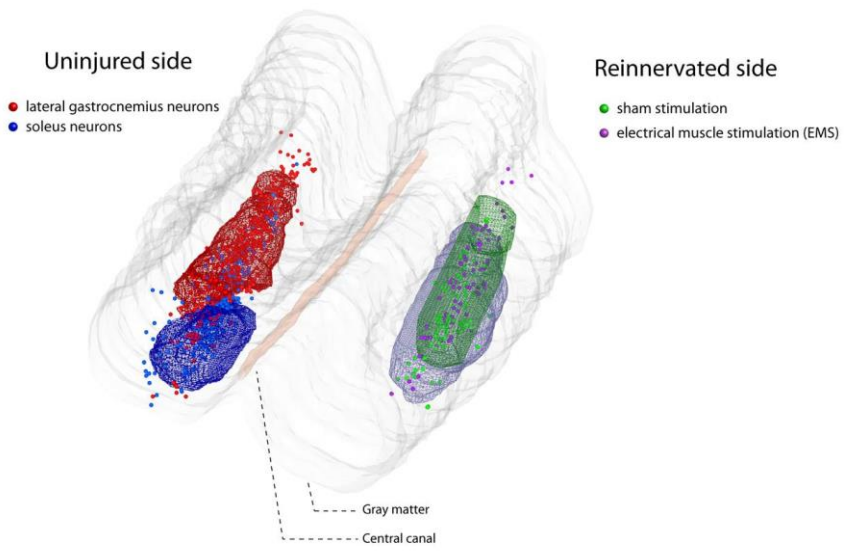 Uninjured side
lateral gastrocnemius neurons
soleus neurons
Reinnervated side
sham stimulation
electrical muscle stimulation (EMS)
Gray matter
Central canal